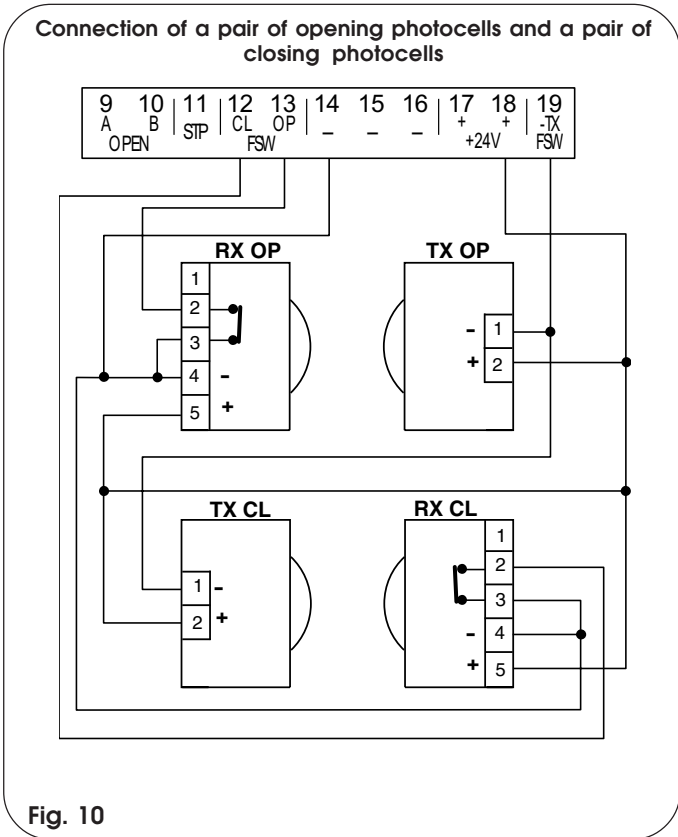 Connection of a pair of opening photocells and a pair of
closing photocells
9 10 11 12 13 14 15 16 17 18 19
A B STP CL OP – – – + + -TX
OPEN FSW +24V FSW
RX OP TX OP
1
2
3
4 -
5 +
- 1
+ 2
TX CL RX CL
1 -
2 +
1
2
3
- 4
+ 5
Fig. 10